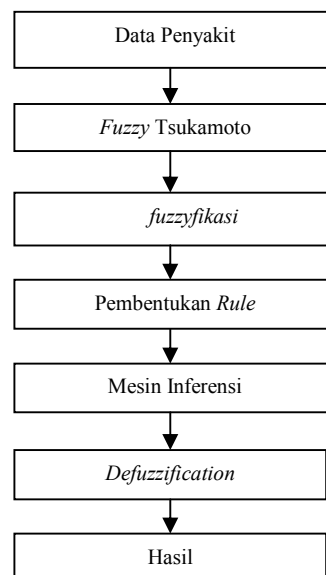 Data Penyakit
Fuzzy Tsukamoto
fuzzyfikasi
Pembentukan Rule
Mesin Inferensi
Defuzzification
Hasil